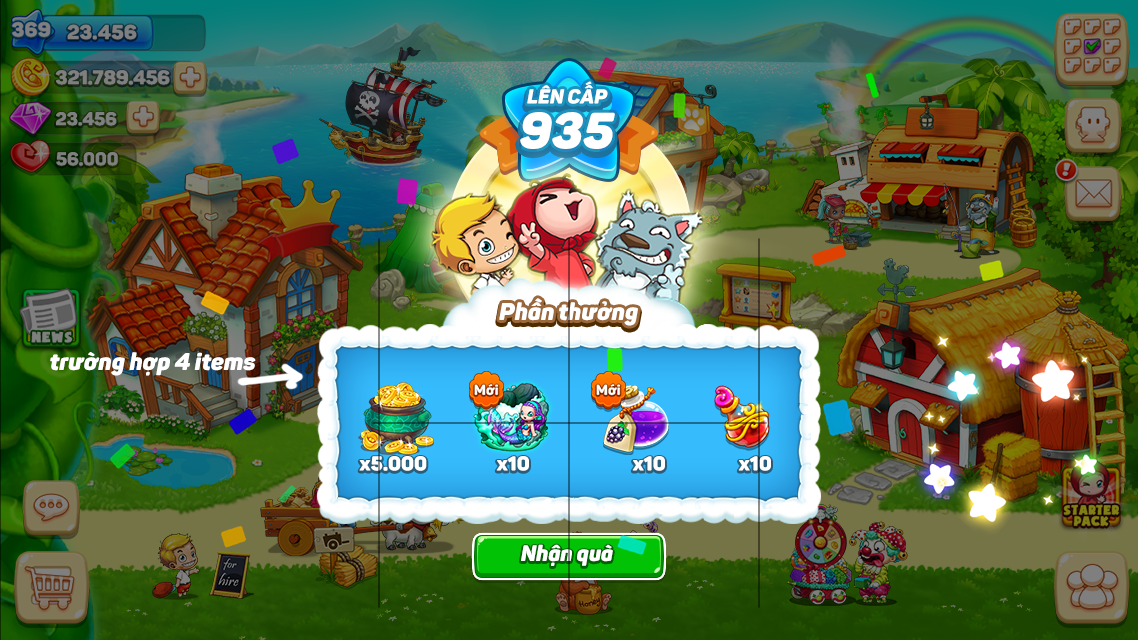 369 23.456
321.789.456
23.456
56.000
LÊN CẤP
935
Phần thưởng
NEWS
trường hợp 4 items
Mới
Mới
x5.000
x10
x10
x10
Nhận quà
STARTER
PACK
for
hire
Honey